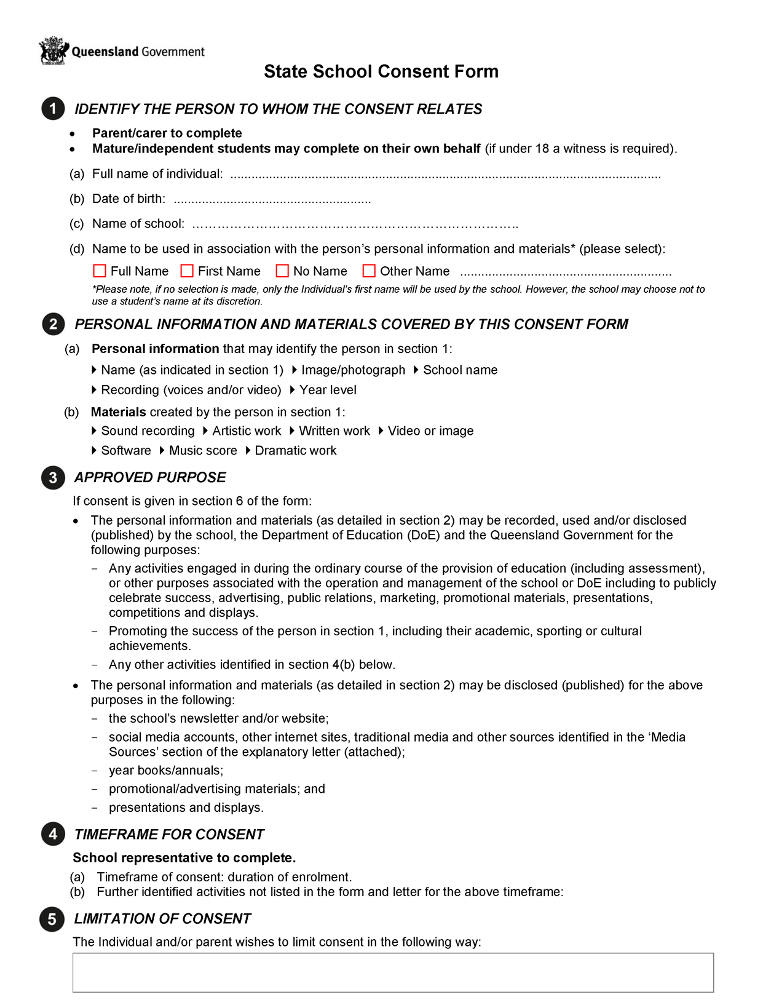 Queensland Government
State School Consent Form
1 IDENTIFY THE PERSON TO WHOM THE CONSENT RELATES
• Parent/carer to complete
• Mature/independent students may complete on their own behalf (if under 18 a witness is required).
(a) Full name of individual: ..........................................................................................................................
(b) Date of birth: ........................................................
(c) Name of school: …………………………………………………………………..
(d) Name to be used in association with the person’s personal information and materials* (please select):
☐ Full Name ☐ First Name ☐ No Name ☐ Other Name ............................................................
*Please note, if no selection is made, only the Individual’s first name will be used by the school. However, the school may choose not to
use a student’s name at its discretion.
2 PERSONAL INFORMATION AND MATERIALS COVERED BY THIS CONSENT FORM
(a) Personal information that may identify the person in section 1:
Name (as indicated in section 1) Image/photograph School name
Recording (voices and/or video) Year level
(b) Materials created by the person in section 1:
Sound recording Artistic work Written work Video or image
Software Music score Dramatic work
3 APPROVED PURPOSE
If consent is given in section 6 of the form:
• The personal information and materials (as detailed in section 2) may be recorded, used and/or disclosed
(published) by the school, the Department of Education (DoE) and the Queensland Government for the
following purposes:
− Any activities engaged in during the ordinary course of the provision of education (including assessment),
or other purposes associated with the operation and management of the school or DoE including to publicly
celebrate success, advertising, public relations, marketing, promotional materials, presentations,
competitions and displays.
− Promoting the success of the person in section 1, including their academic, sporting or cultural
achievements.
− Any other activities identified in section 4(b) below.
• The personal information and materials (as detailed in section 2) may be disclosed (published) for the above
purposes in the following:
− the school’s newsletter and/or website;
− social media accounts, other internet sites, traditional media and other sources identified in the ‘Media
Sources’ section of the explanatory letter (attached);
− year books/annuals;
− promotional/advertising materials; and
− presentations and displays.
4 TIMEFRAME FOR CONSENT
School representative to complete.
(a) Timeframe of consent: duration of enrolment.
(b) Further identified activities not listed in the form and letter for the above timeframe:
5 LIMITATION OF CONSENT
The Individual and/or parent wishes to limit consent in the following way: